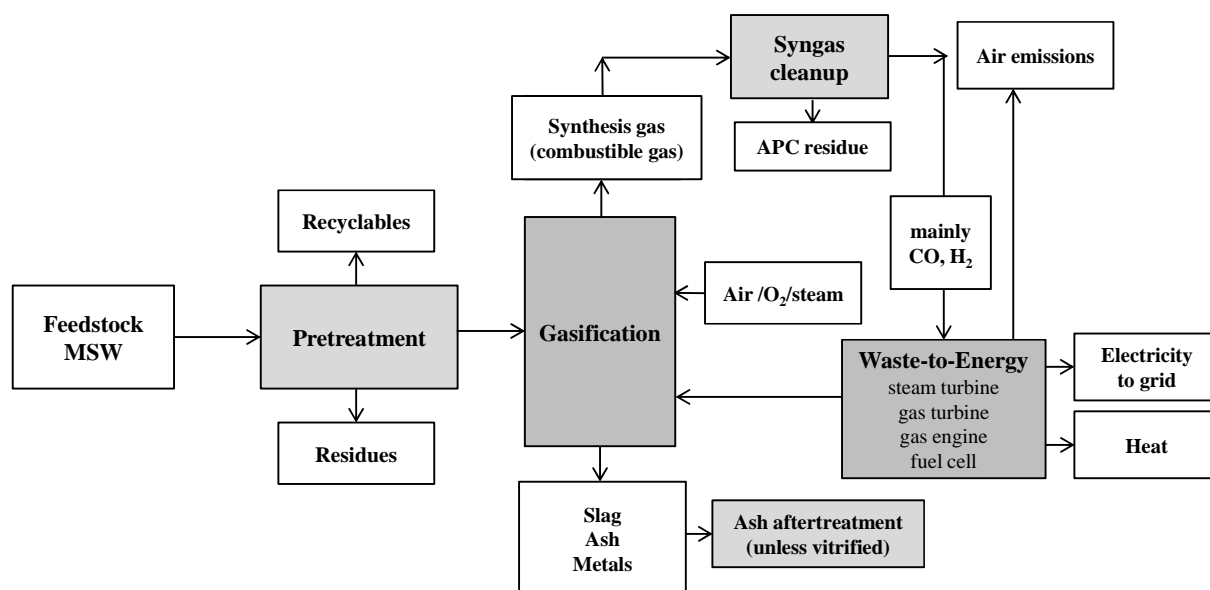 Syngas
cleanup
Air emissions
Synthesis gas
(combustible gas)
APC residue
Recyclables
mainly
CO, H₂
Feedstock
MSW
Pretreatment
Gasification
Air /O₂/steam
Waste-to-Energy
steam turbine
gas turbine
gas engine
fuel cell
Electricity
to grid
Heat
Residues
Slag
Ash
Metals
Ash aftertreatment
(unless vitrified)